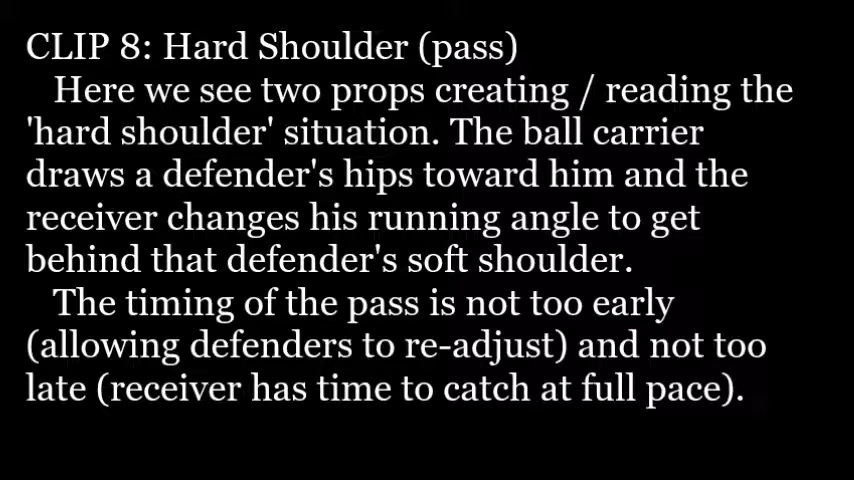 CLIP 8: Hard Shoulder (pass)
Here we see two props creating / reading the
'hard shoulder' situation. The ball carrier
draws a defender's hips toward him and the
receiver changes his running angle to get
behind that defender's soft shoulder.
The timing of the pass is not too early
(allowing defenders to re-adjust) and not too
late (receiver has time to catch at full pace).